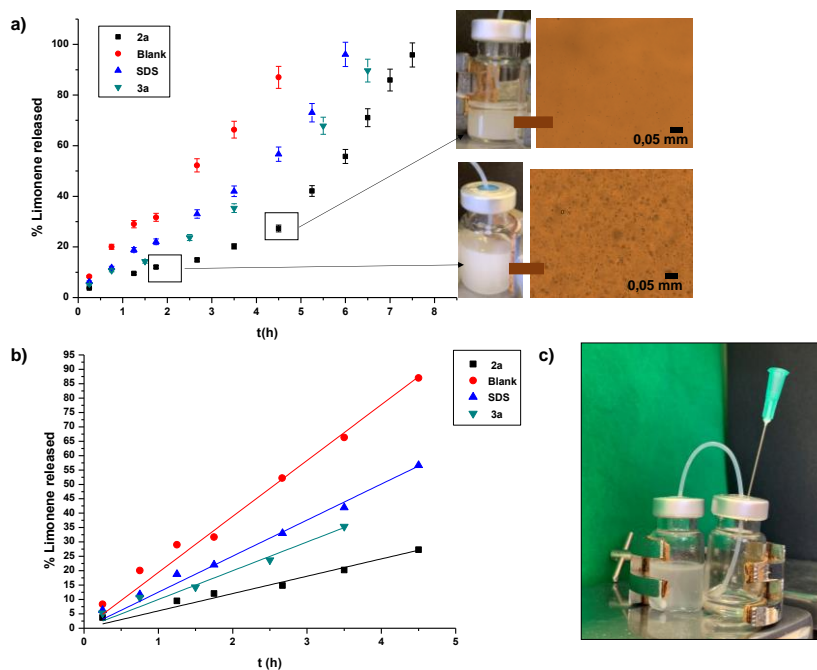 a)
2a
Blank
SDS
3a
100
80
60
40
20
0
% Limonene released
0 1 2 3 4 5 6 7 8
t(h)
0,05 mm
0,05 mm
b)
95
90
85
80
75
70
65
60
55
50
45
40
35
30
25
20
15
10
5
0
% Limonene released
2a
Blank
SDS
3a
0 1 2 3 4 5
t (h)
c)